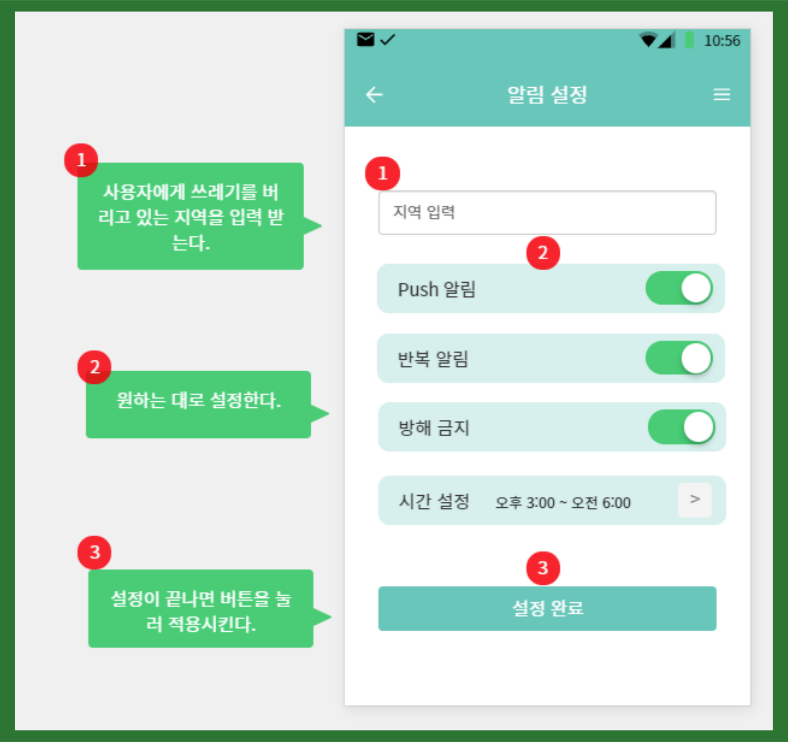 10:56
알림 설정
1
사용자에게 쓰레기를 버
리고 있는 지역을 입력 받
는다.
1
지역 입력
2
Push 알림
반복 알림
2
원하는 대로 설정한다.
방해 금지
시간 설정 오후 3:00 ~ 오전 6:00 >
3
설정이 끝나면 버튼을 눌
러 적용시킨다.
3
설정 완료